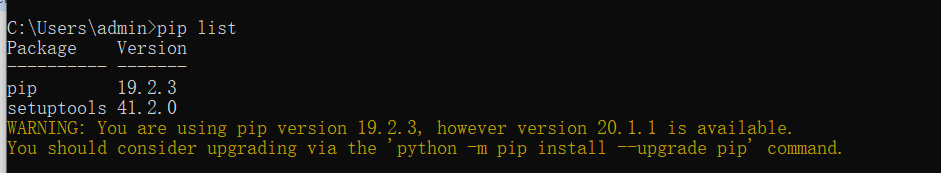 C:\Users\admin>pip list
Package    Version
---------- -------
pip        19.2.3
setuptools 41.2.0
WARNING: You are using pip version 19.2.3, however version 20.1.1 is available.
You should consider upgrading via the 'python -m pip install --upgrade pip' command.